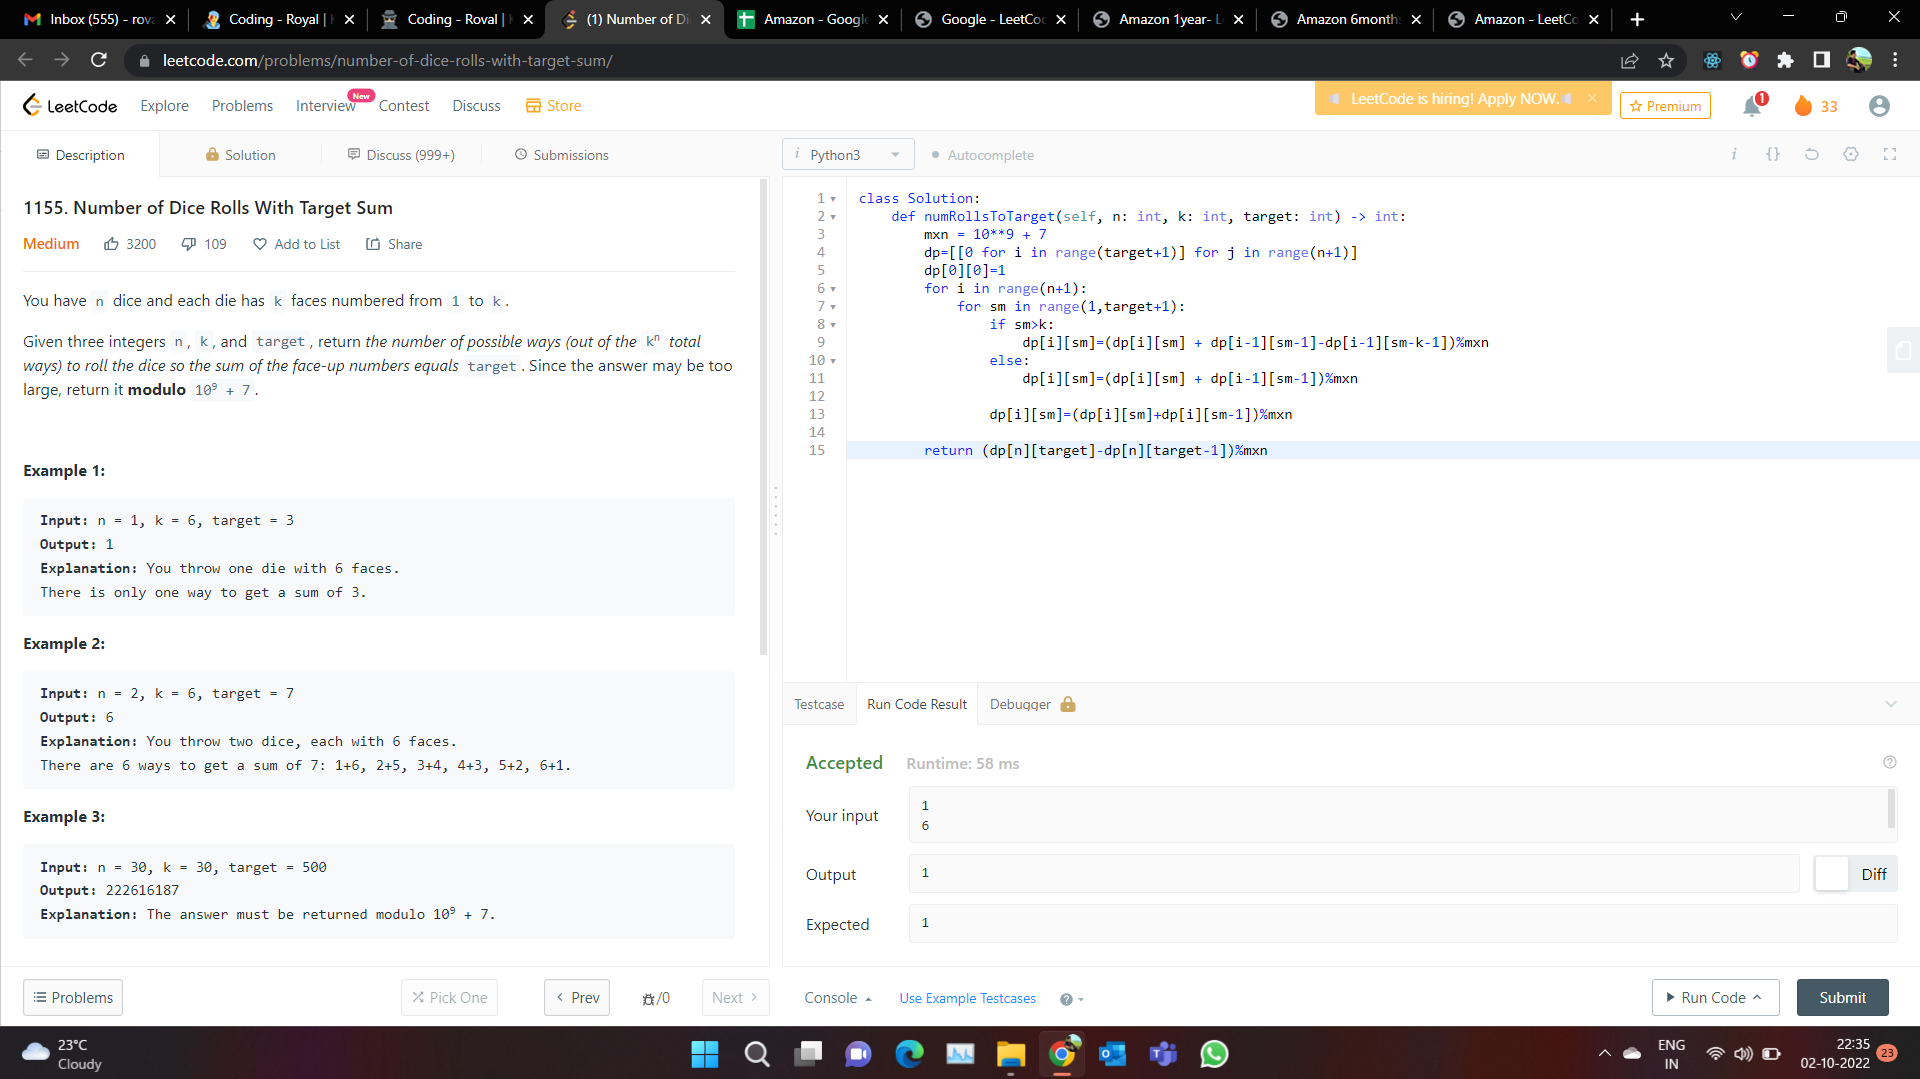 Inbox (555) - rova
Coding - Royal |
Coding - Royal |
(1) Number of Di
Amazon - Google
Google - LeetCo
Amazon 1year- L
Amazon 6month
Amazon - LeetCo
leetcode.com/problems/number-of-dice-rolls-with-target-sum/
LeetCode
Explore
Problems
Interview
New
Contest
Discuss
Store
LeetCode is hiring! Apply NOW.
Premium
1
33
Description
Solution
Discuss (999+)
Submissions
i Python3
Autocomplete
1155. Number of Dice Rolls With Target Sum
Medium 3200 109 Add to List Share
You have n dice and each die has k faces numbered from 1 to k.
Given three integers n, k, and target, return the number of possible ways (out of the kⁿ total
ways) to roll the dice so the sum of the face-up numbers equals target. Since the answer may be too
large, return it modulo 10⁹ + 7.
Example 1:
Input: n = 1, k = 6, target = 3
Output: 1
Explanation: You throw one die with 6 faces.
There is only one way to get a sum of 3.
Example 2:
Input: n = 2, k = 6, target = 7
Output: 6
Explanation: You throw two dice, each with 6 faces.
There are 6 ways to get a sum of 7: 1+6, 2+5, 3+4, 4+3, 5+2, 6+1.
Example 3:
Input: n = 30, k = 30, target = 500
Output: 222616187
Explanation: The answer must be returned modulo 10⁹ + 7.
Problems
Pick One
Prev
/0
Next
1 class Solution:
2 def numRollsToTarget(self, n: int, k: int, target: int) -> int:
3 mxn = 10**9 + 7
4 dp=[[0 for i in range(target+1)] for j in range(n+1)]
5 dp[0][0]=1
6 for i in range(n+1):
7 for sm in range(1,target+1):
8 if sm>k:
9 dp[i][sm]=(dp[i][sm] + dp[i-1][sm-1]-dp[i-1][sm-k-1])%mxn
10 else:
11 dp[i][sm]=(dp[i][sm] + dp[i-1][sm-1])%mxn
12
13 dp[i][sm]=(dp[i][sm]+dp[i][sm-1])%mxn
14
15 return (dp[n][target]-dp[n][target-1])%mxn
Testcase
Run Code Result
Debugger
Accepted Runtime: 58 ms
Your input
1
6
Output
1
Diff
Expected
1
Console
Use Example Testcases
Run Code
Submit
23°C
Cloudy
ENG
IN
22:35
02-10-2022
23